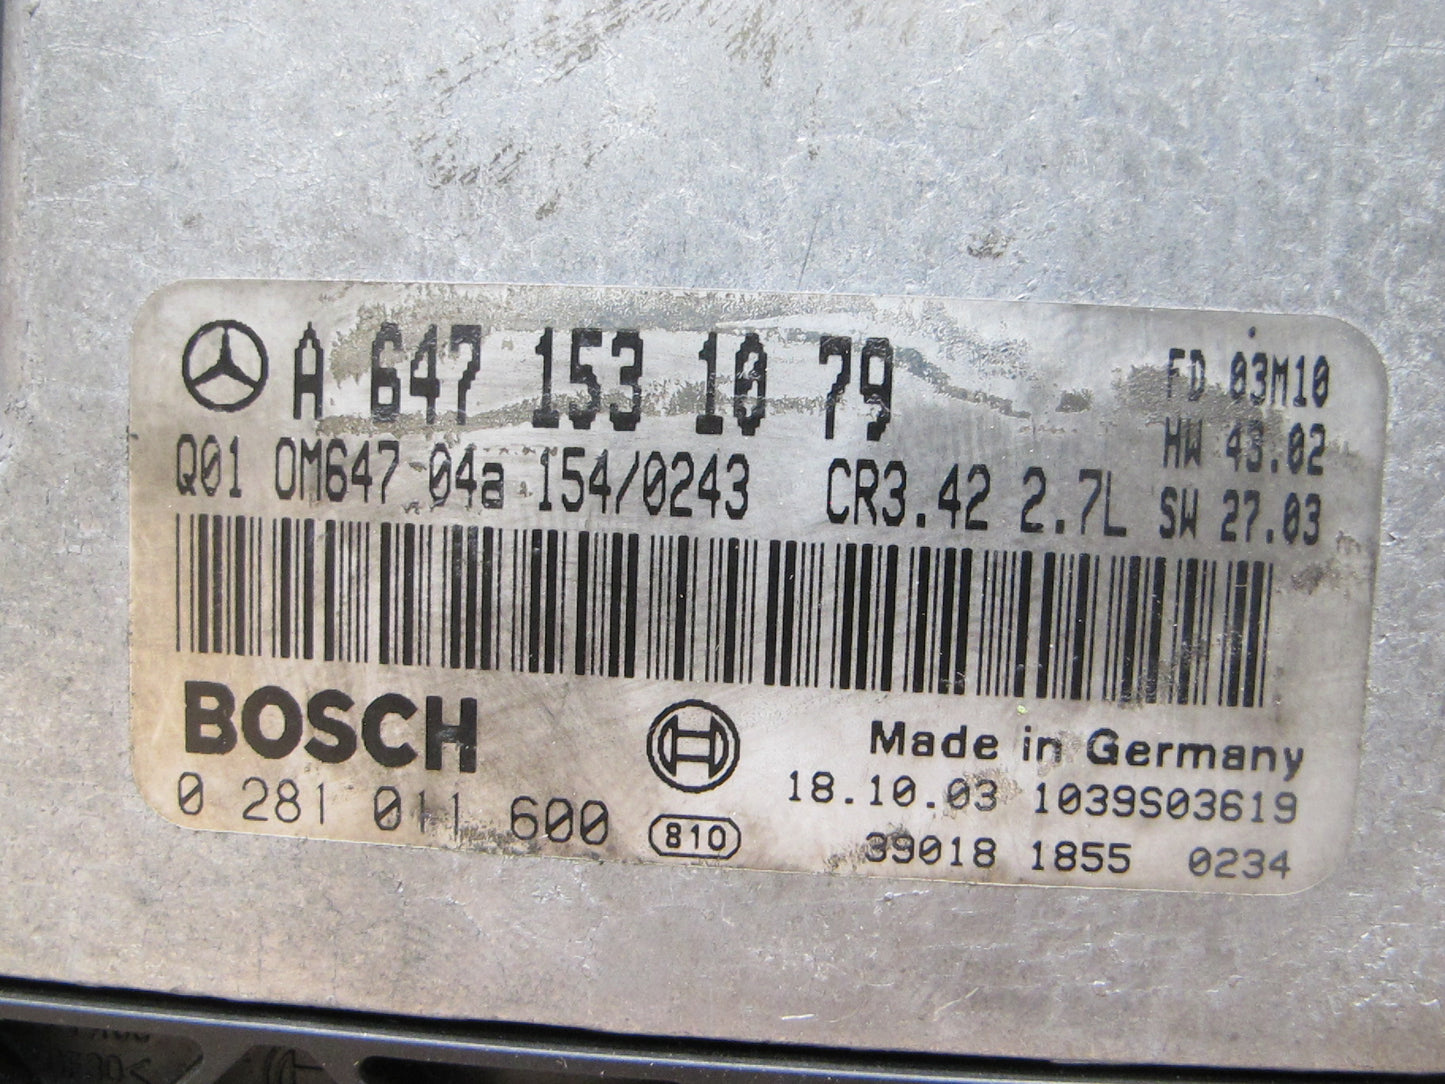 A 647 153 10 79
FD 03M10
HW 43.02
Q01 OM647 04a 154/0243 CR3.42 2.7L SW 27.03
BOSCH
Made in Germany
0 281 011 600
18.10.03 1039S03619
810
39018 1855 0234